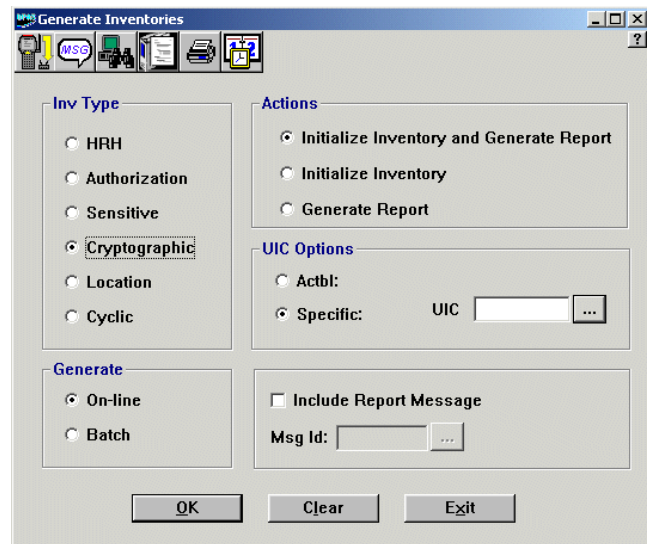 Generate Inventories
?
MSG
Inv Type
HRH
Authorization
Sensitive
Cryptographic
Location
Cyclic
Actions
Initialize Inventory and Generate Report
Initialize Inventory
Generate Report
UIC Options
Actbl:
Specific:
UIC
...
Generate
On-line
Batch
Include Report Message
Msg Id:
...
OK
Clear
Exit